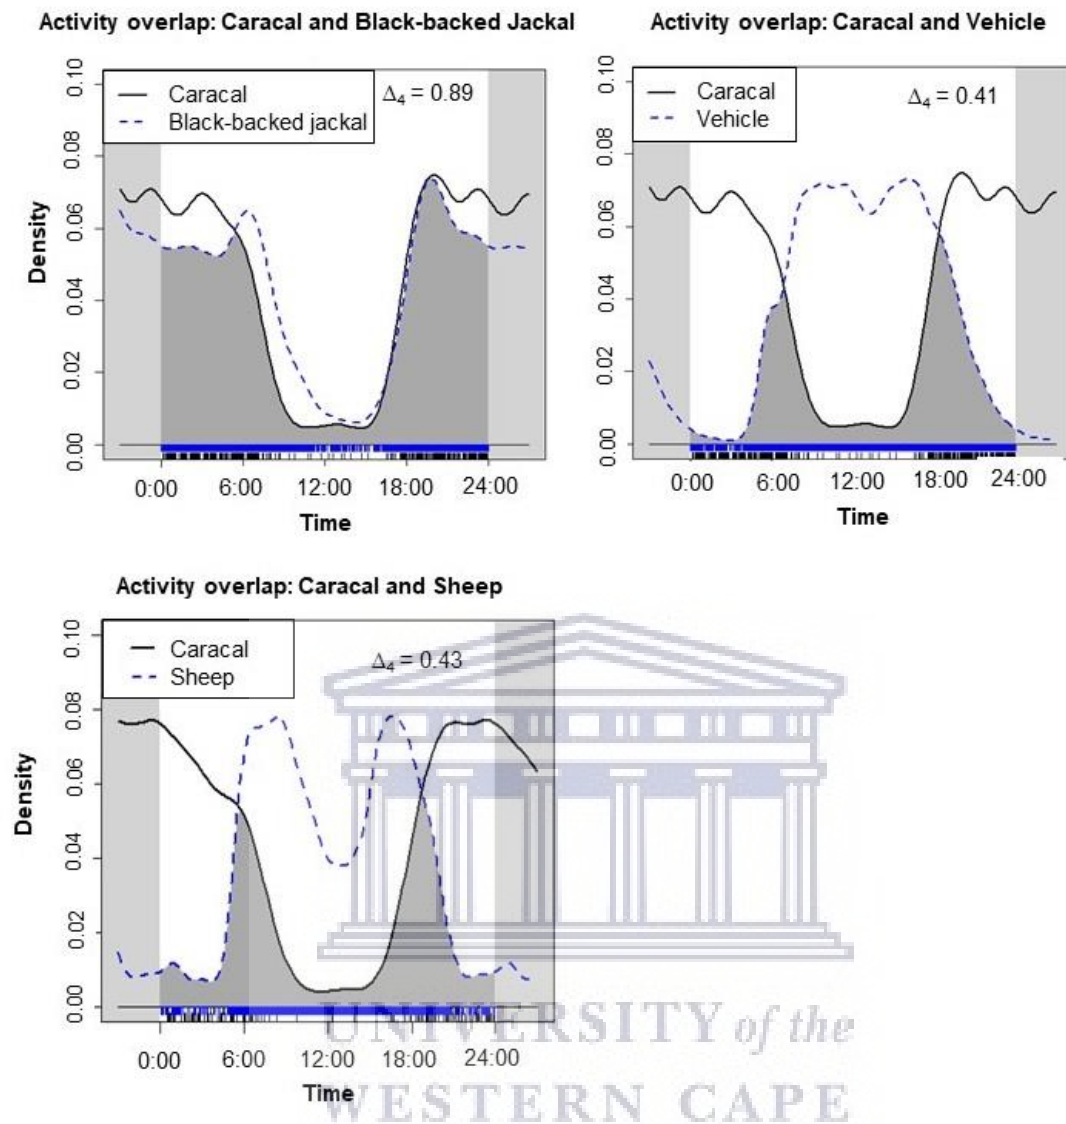 Activity overlap: Caracal and Black-backed Jackal
Caracal
Black-backed jackal
Δ4 = 0.89
Density
0.10
0.08
0.06
0.04
0.02
0.00
0:00 6:00 12:00 18:00 24:00
Time
Activity overlap: Caracal and Vehicle
Caracal
Vehicle
Δ4 = 0.41
0.10
0.08
0.06
0.04
0.02
0.00
0:00 6:00 12:00 18:00 24:00
Time
Activity overlap: Caracal and Sheep
Caracal
Sheep
Δ4 = 0.43
Density
0.10
0.08
0.06
0.04
0.02
0.00
0:00 6:00 12:00 18:00 24:00
Time
UNIVERSITY of the
WESTERN CAPE